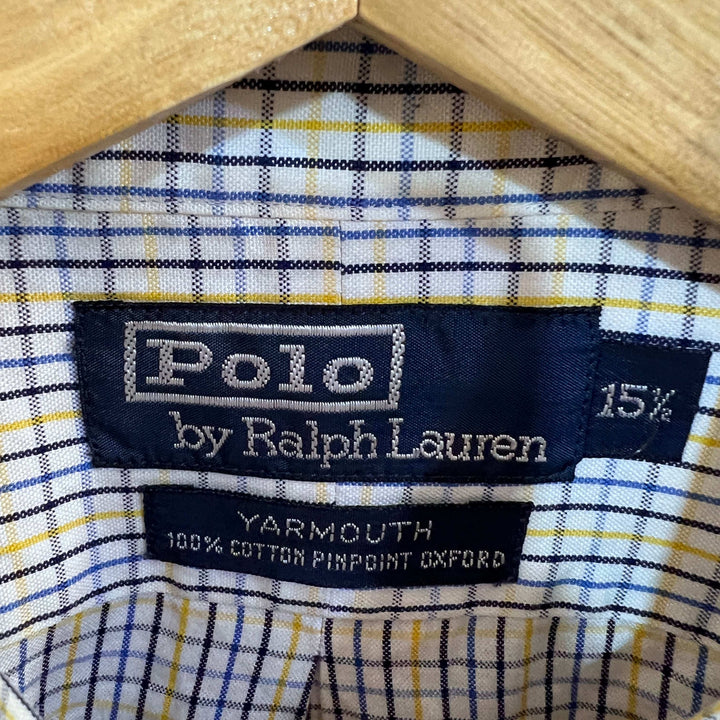 Polo
by Ralph Lauren
15½
YARMOUTH
100% COTTON PINPOINT OXFORD